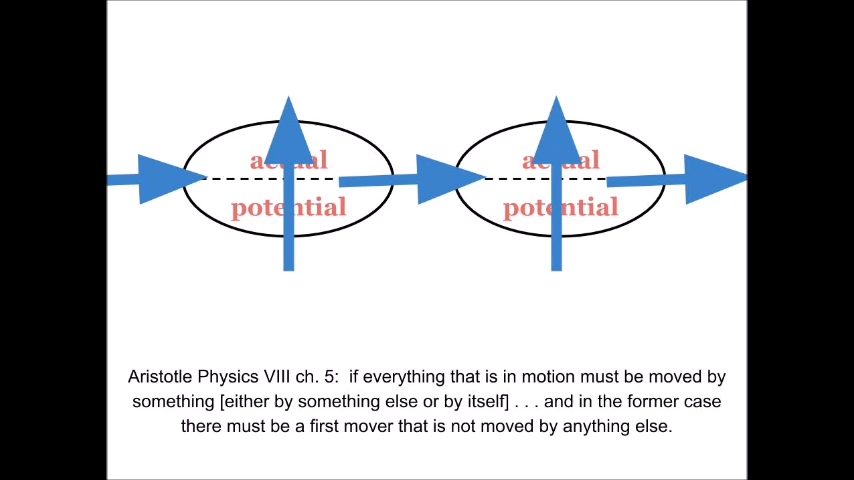 actual actual
potential potential
Aristotle Physics VIII ch. 5:  if everything that is in motion must be moved by
something [either by something else or by itself] . . . and in the former case
there must be a first mover that is not moved by anything else.